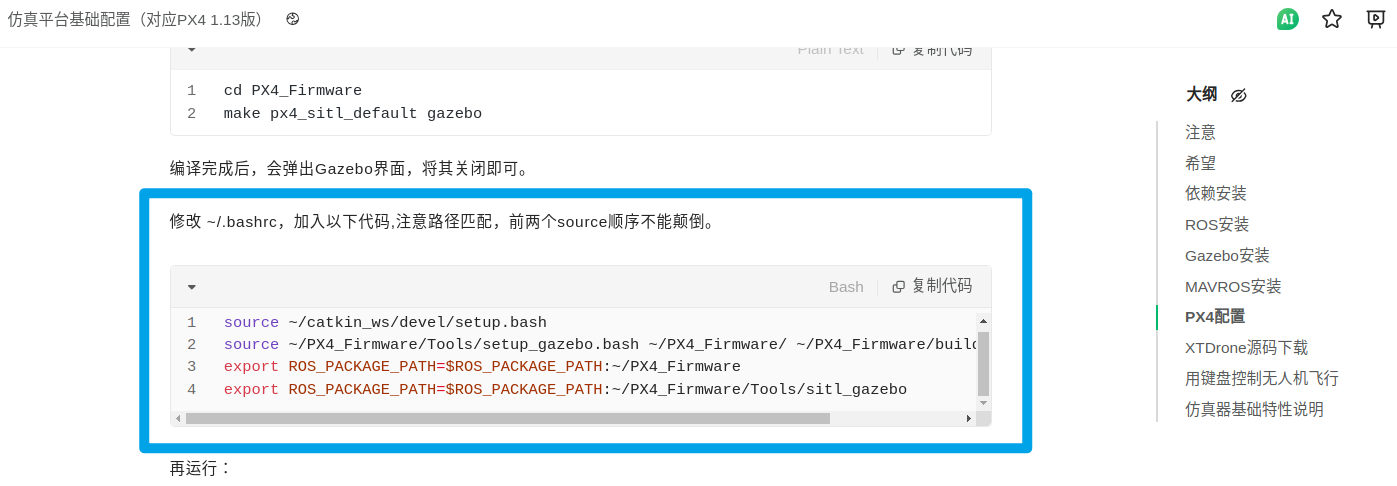 仿真平台基础配置（对应PX4 1.13版）
AI
Plain Text
复制代码
1 cd PX4_Firmware
2 make px4_sitl_default gazebo
编译完成后，会弹出Gazebo界面，将其关闭即可。
修改 ~/.bashrc，加入以下代码,注意路径匹配，前两个source顺序不能颠倒。
Bash
复制代码
1 source ~/catkin_ws/devel/setup.bash
2 source ~/PX4_Firmware/Tools/setup_gazebo.bash ~/PX4_Firmware/ ~/PX4_Firmware/build
3 export ROS_PACKAGE_PATH=$ROS_PACKAGE_PATH:~/PX4_Firmware
4 export ROS_PACKAGE_PATH=$ROS_PACKAGE_PATH:~/PX4_Firmware/Tools/sitl_gazebo
再运行：
大纲
注意
希望
依赖安装
ROS安装
Gazebo安装
MAVROS安装
PX4配置
XTDrone源码下载
用键盘控制无人机飞行
仿真器基础特性说明